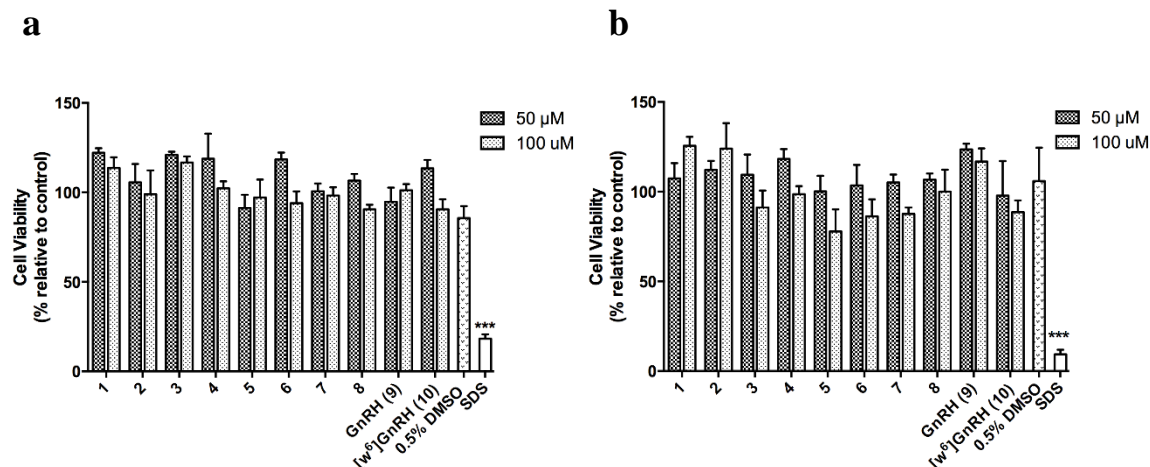 a
150
100
50
0
Cell Viability
(% relative to control)
50 µM
100 uM
***
1
2
3
4
5
6
7
8
GnRH (9)
[w⁶]GnRH (10)
0.5% DMSO
SDS
b
150
100
50
0
Cell Viability
(% relative to control)
50 µM
100 uM
***
1
2
3
4
5
6
7
8
GnRH (9)
[w⁶]GnRH (10)
0.5% DMSO
SDS